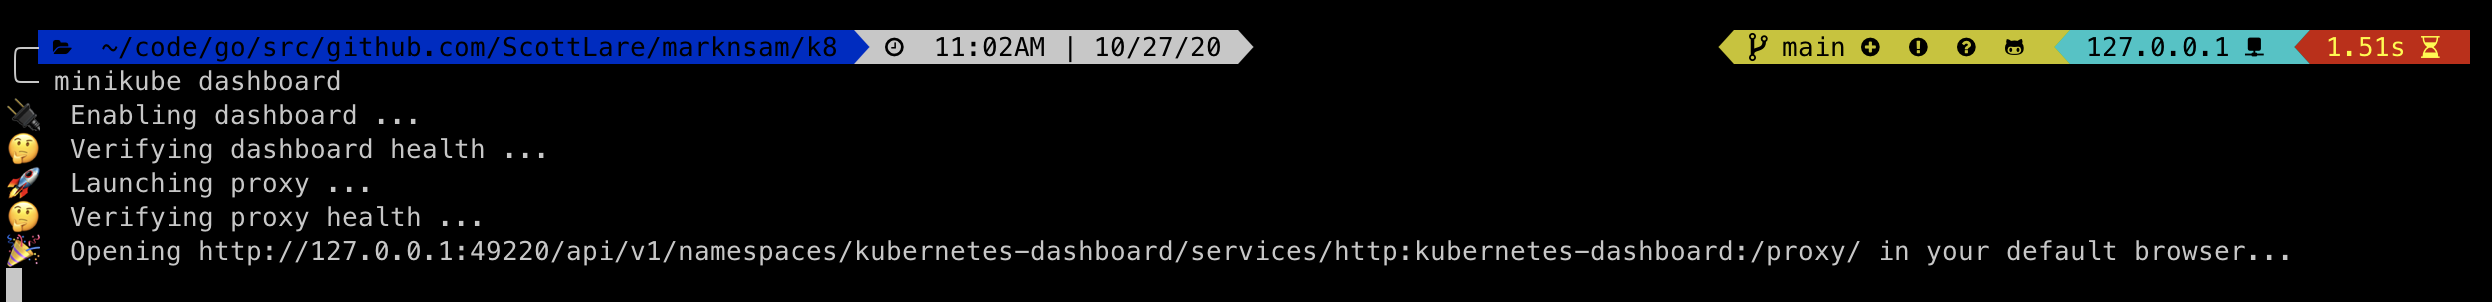 ~/code/go/src/github.com/ScottLare/marknsam/k8 11:02AM | 10/27/20 main 127.0.0.1 1.51s
minikube dashboard
Enabling dashboard ...
Verifying dashboard health ...
Launching proxy ...
Verifying proxy health ...
Opening http://127.0.0.1:49220/api/v1/namespaces/kubernetes-dashboard/services/http:kubernetes-dashboard:/proxy/ in your default browser...